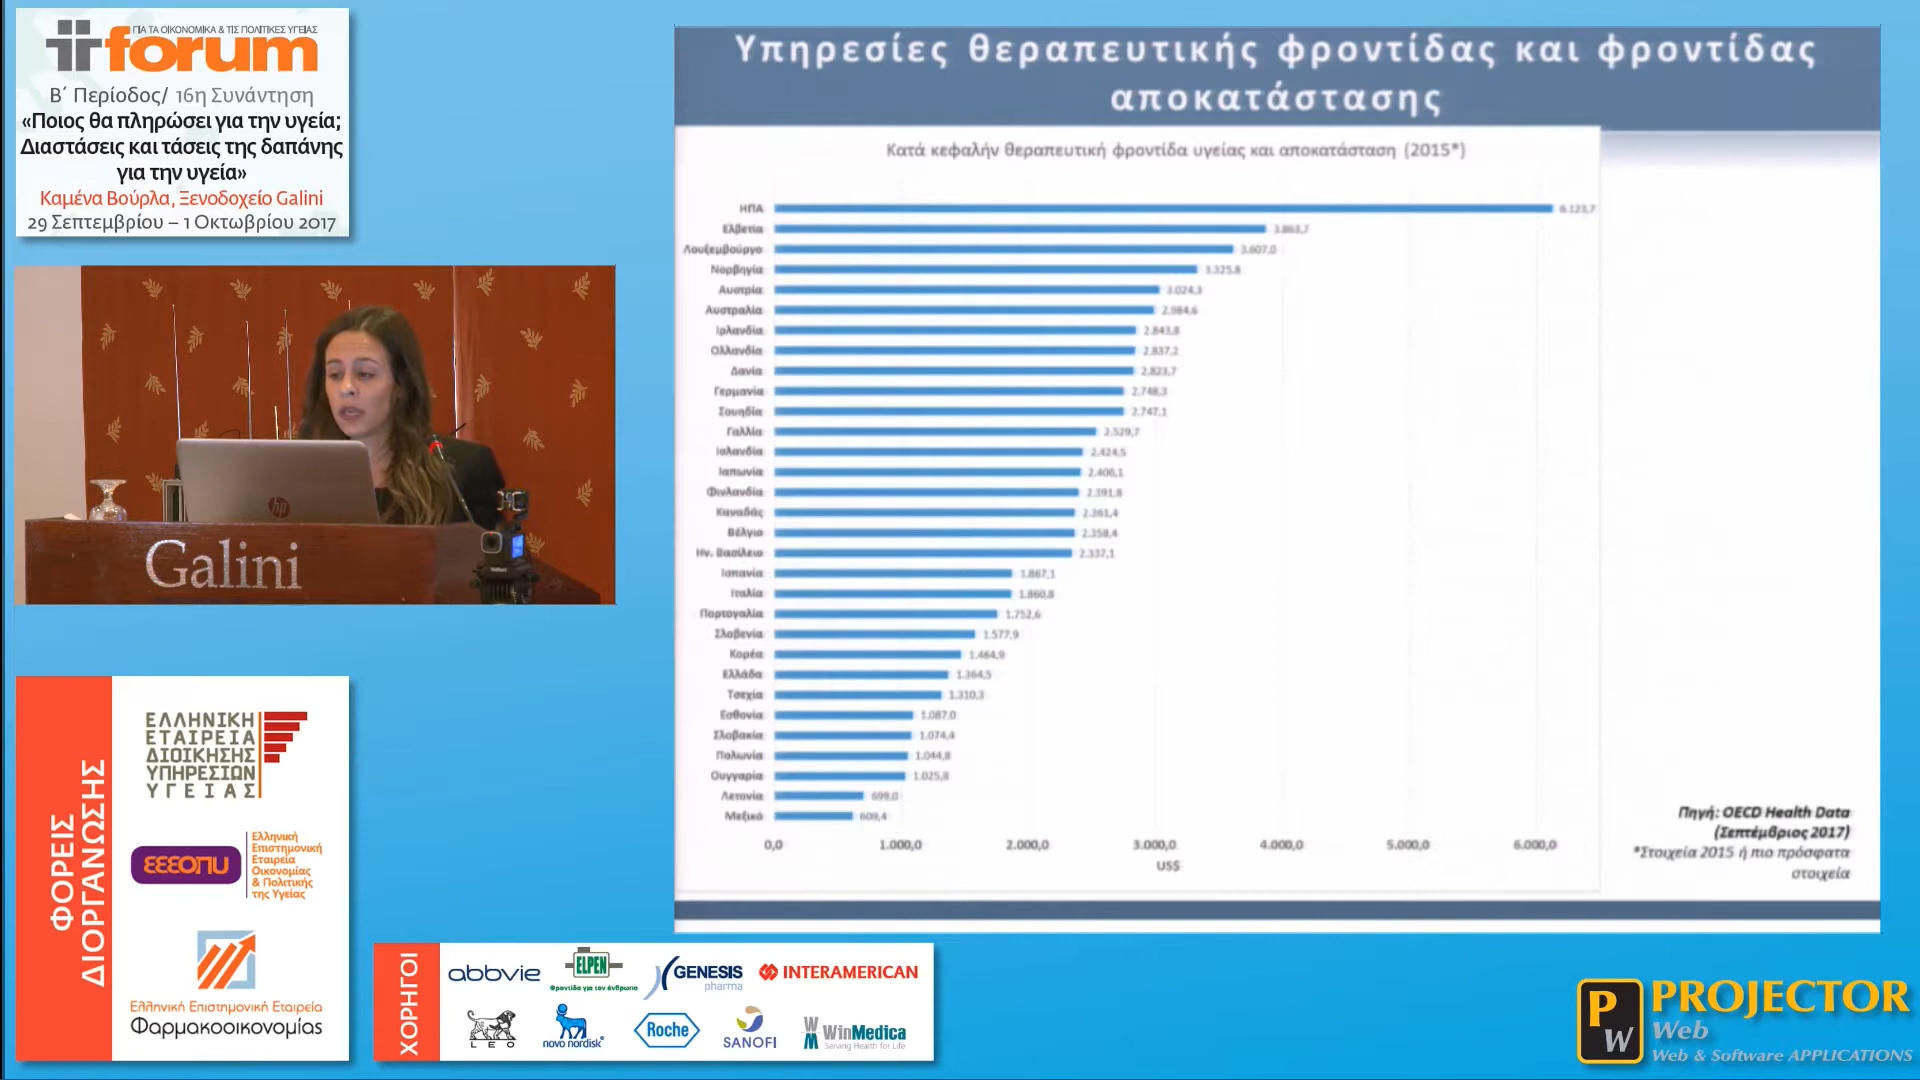 ΓΙΑ ΤΑ ΟΙΚΟΝΟΜΙΚΑ & ΤΙΣ ΠΟΛΙΤΙΚΕΣ ΥΓΕΙΑΣ
forum
Β΄ Περίοδος/ 16η Συνάντηση
«Ποιος θα πληρώσει για την υγεία;
Διαστάσεις και τάσεις της δαπάνης
για την υγεία»
Καμένα Βούρλα, Ξενοδοχείο Galini
29 Σεπτεμβρίου – 1 Οκτωβρίου 2017
hp
Galini
Υπηρεσίες θεραπευτικής φροντίδας και φροντίδας
αποκατάστασης
Κατά κεφαλήν θεραπευτική φροντίδα υγείας και αποκατάσταση (2015*)
ΗΠΑ 6.123,7
Ελβετία 3.863,7
Λουξεμβούργο 3.607,0
Νορβηγία 3.325,8
Αυστρία 3.024,3
Αυστραλία 2.984,6
Ιρλανδία 2.843,8
Ολλανδία 2.837,2
Δανία 2.823,7
Γερμανία 2.748,3
Σουηδία 2.747,1
Γαλλία 2.529,7
Ισλανδία 2.424,5
Ιαπωνία 2.406,1
Φινλανδία 2.391,8
Καναδάς 2.361,4
Βέλγιο 2.358,4
Ην. Βασίλειο 2.337,1
Ισπανία 1.867,1
Ιταλία 1.860,8
Πορτογαλία 1.752,6
Σλοβενία 1.577,9
Κορέα 1.464,9
Ελλάδα 1.364,5
Τσεχία 1.310,3
Εσθονία 1.087,0
Σλοβακία 1.074,4
Πολωνία 1.044,8
Ουγγαρία 1.025,8
Λετονία 699,0
Μεξικό 609,4
0,0 1.000,0 2.000,0 3.000,0 4.000,0 5.000,0 6.000,0
US$
Πηγή: OECD Health Data
(Σεπτέμβριος 2017)
*Στοιχεία 2015 ή πιο πρόσφατα
στοιχεία
ΦΟΡΕΙΣ
ΔΙΟΡΓΑΝΩΣΗΣ
ΕΛΛΗΝΙΚΗ
ΕΤΑΙΡΕΙΑ
ΔΙΟΙΚΗΣΗΣ
ΥΠΗΡΕΣΙΩΝ
ΥΓΕΙΑΣ
ΕΕΕΟΠΥ
Ελληνική
Επιστημονική
Εταιρεία
Οικονομίας
& Πολιτικής
της Υγείας
Ελληνική Επιστημονική Εταιρεία
Φαρμακοοικονομίας
ΧΟΡΗΓΟΙ
abbvie
ELPEN
Φροντίδα για τον άνθρωπο
GENESIS
pharma
INTERAMERICAN
LEO
novo nordisk
Roche
SANOFI
WinMedica
Serving Health for Life
PW
PROJECTOR
Web
Web & Software APPLICATIONS